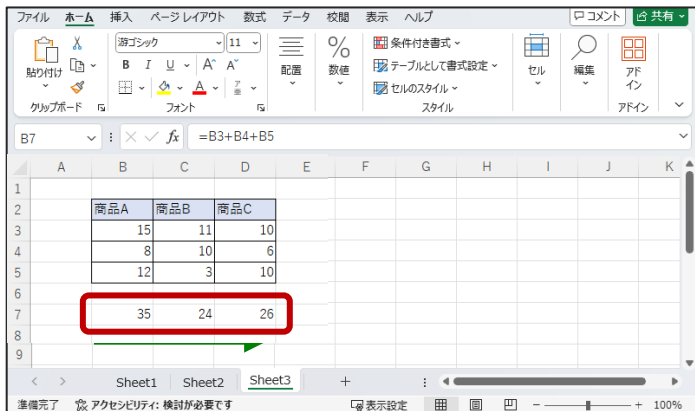 ファイル ホーム 挿入 ページ レイアウト 数式 データ 校閲 表示 ヘルプ コメント 共有
貼り付け 游ゴシック 11 配置 % 数値 条件付き書式 セル 編集 アド イン
B I U A A テーブルとして書式設定
A セルのスタイル
クリップボード フォント スタイル アドイン
B7 fx =B3+B4+B5
A B C D E F G H I J K
1
2 商品A 商品B 商品C
3 15 11 10
4 8 10 6
5 12 3 10
6
7 35 24 26
8
9
Sheet1 Sheet2 Sheet3 +
準備完了 アクセシビリティ: 検討が必要です 表示設定 - + 100%